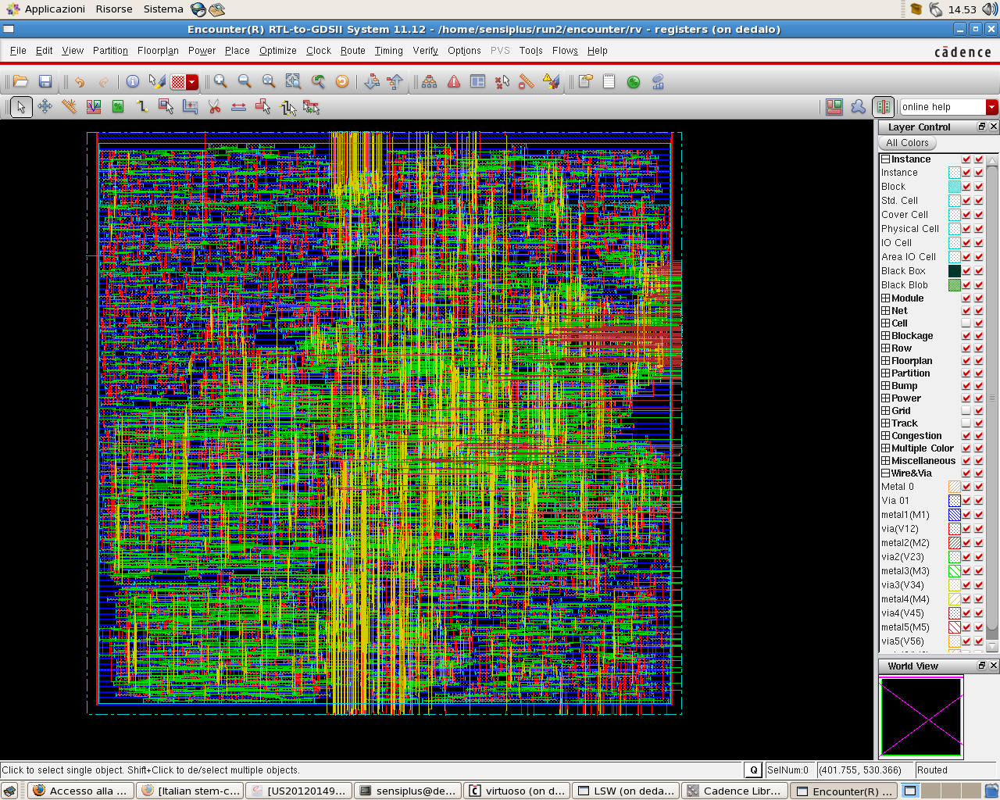 Applicazioni Risorse Sistema 14.53
Encounter(R) RTL-to-GDSII System 11.12 - /home/sensiplus/run2/encounter/rv - registers (on dedalo)
File Edit View Partition Floorplan Power Place Optimize Clock Route Timing Verify Options PVS Tools Flows Help
cādence
online help
Layer Control
All Colors
Instance
Instance
Block
Std. Cell
Cover Cell
Physical Cell
IO Cell
Area IO Cell
Black Box
Black Blob
Module
Net
Cell
Blockage
Row
Floorplan
Partition
Bump
Power
Grid
Track
Congestion
Multiple Color
Miscellaneous
Wire&Via
Metal 0
Via 01
metal1(M1)
via(V12)
metal2(M2)
via2(V23)
metal3(M3)
via3(V34)
metal4(M4)
via4(V45)
metal5(M5)
via5(V56)
World View
Click to select single object. Shift+Click to de/select multiple objects.
Q
SelNum:0
(401.755, 530.366)
Routed
Accesso alla ...
[Italian stem-c...
[US20120149...
sensiplus@de...
virtuoso (on d...
LSW (on deda...
Cadence Libr...
Encounter(R) ...